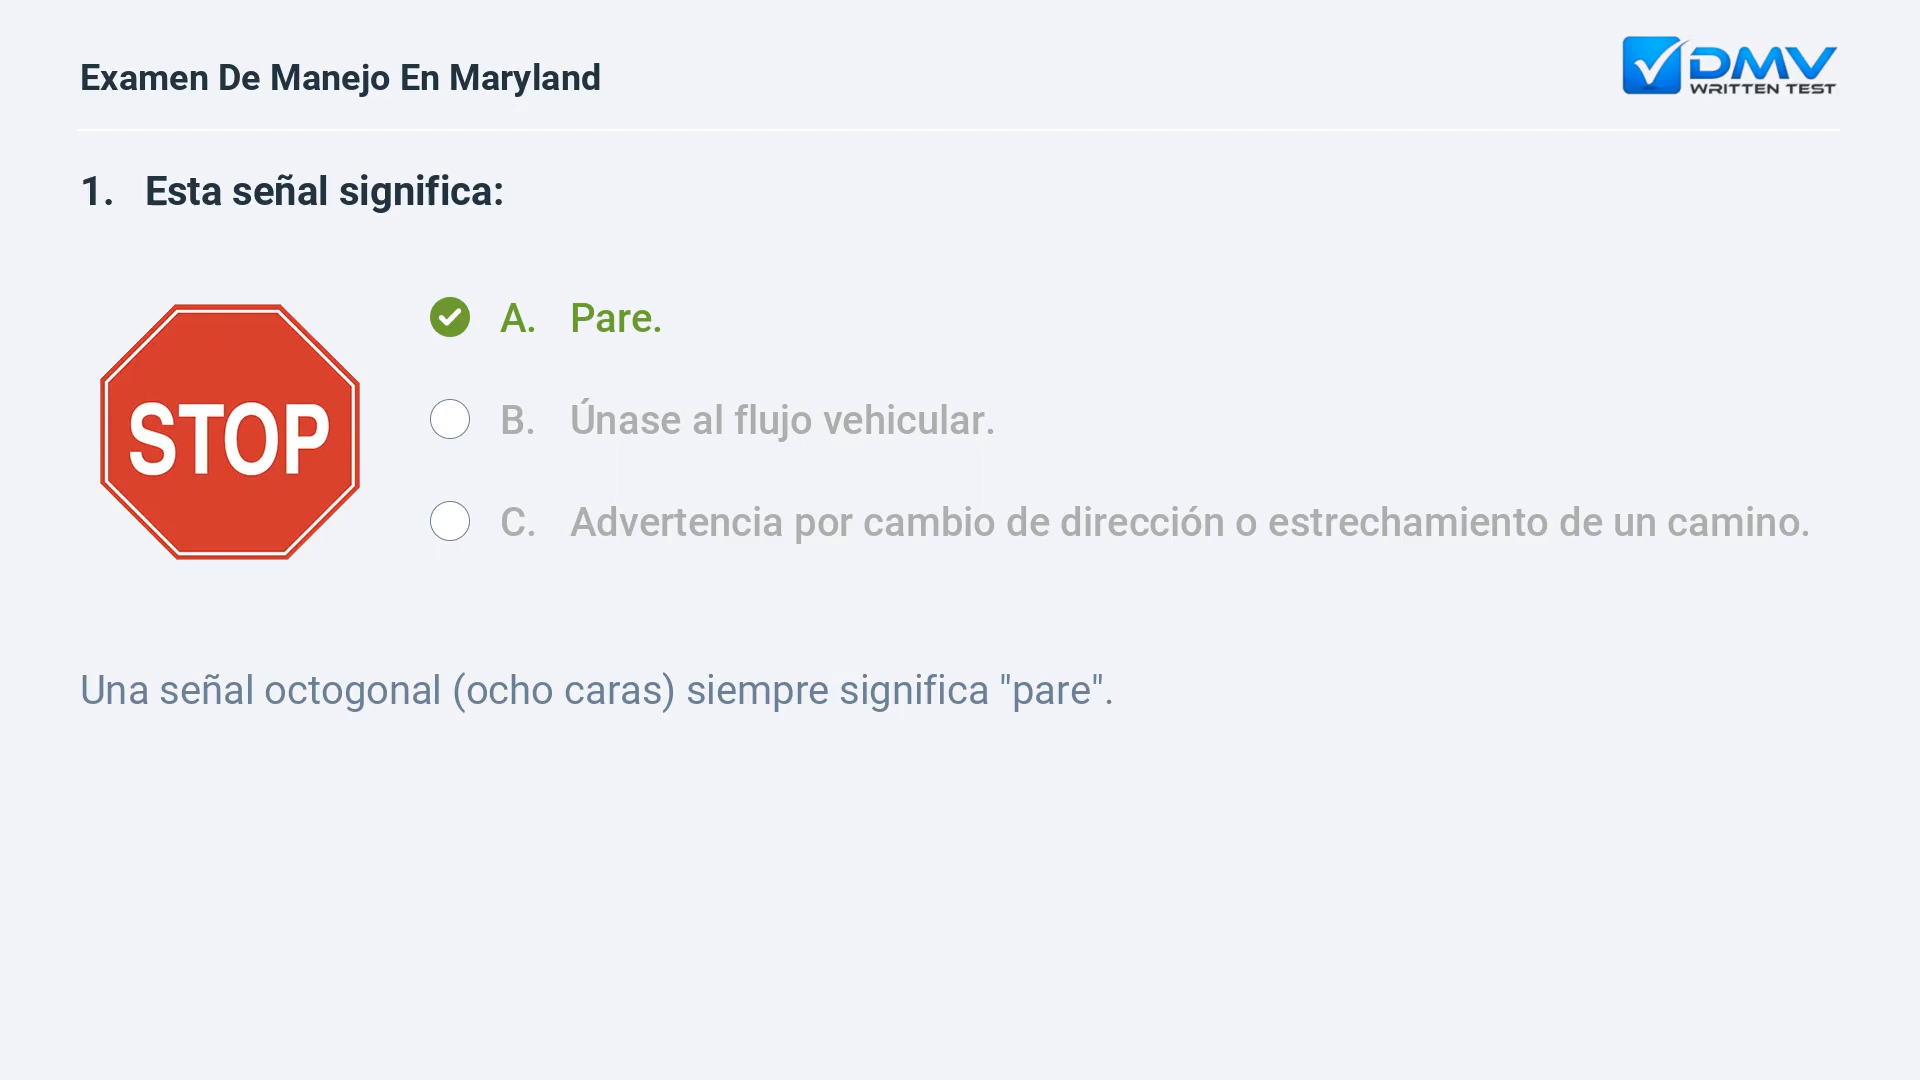 Examen De Manejo En Maryland
DMV
WRITTEN TEST
1. Esta señal significa:
STOP
A. Pare.
B. Únase al flujo vehicular.
C. Advertencia por cambio de dirección o estrechamiento de un camino.
Una señal octogonal (ocho caras) siempre significa "pare".